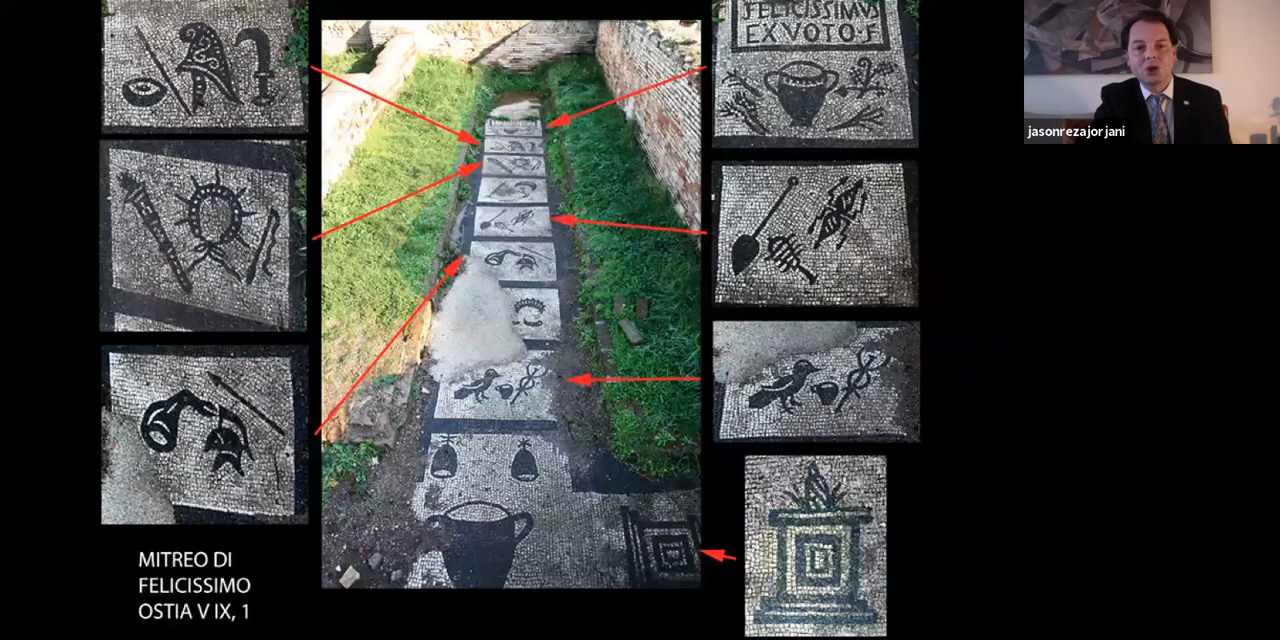 FELICISSIMVS
EX VOTO·F
jasonrezajorjani
MITREO DI
FELICISSIMO
OSTIA V IX, 1